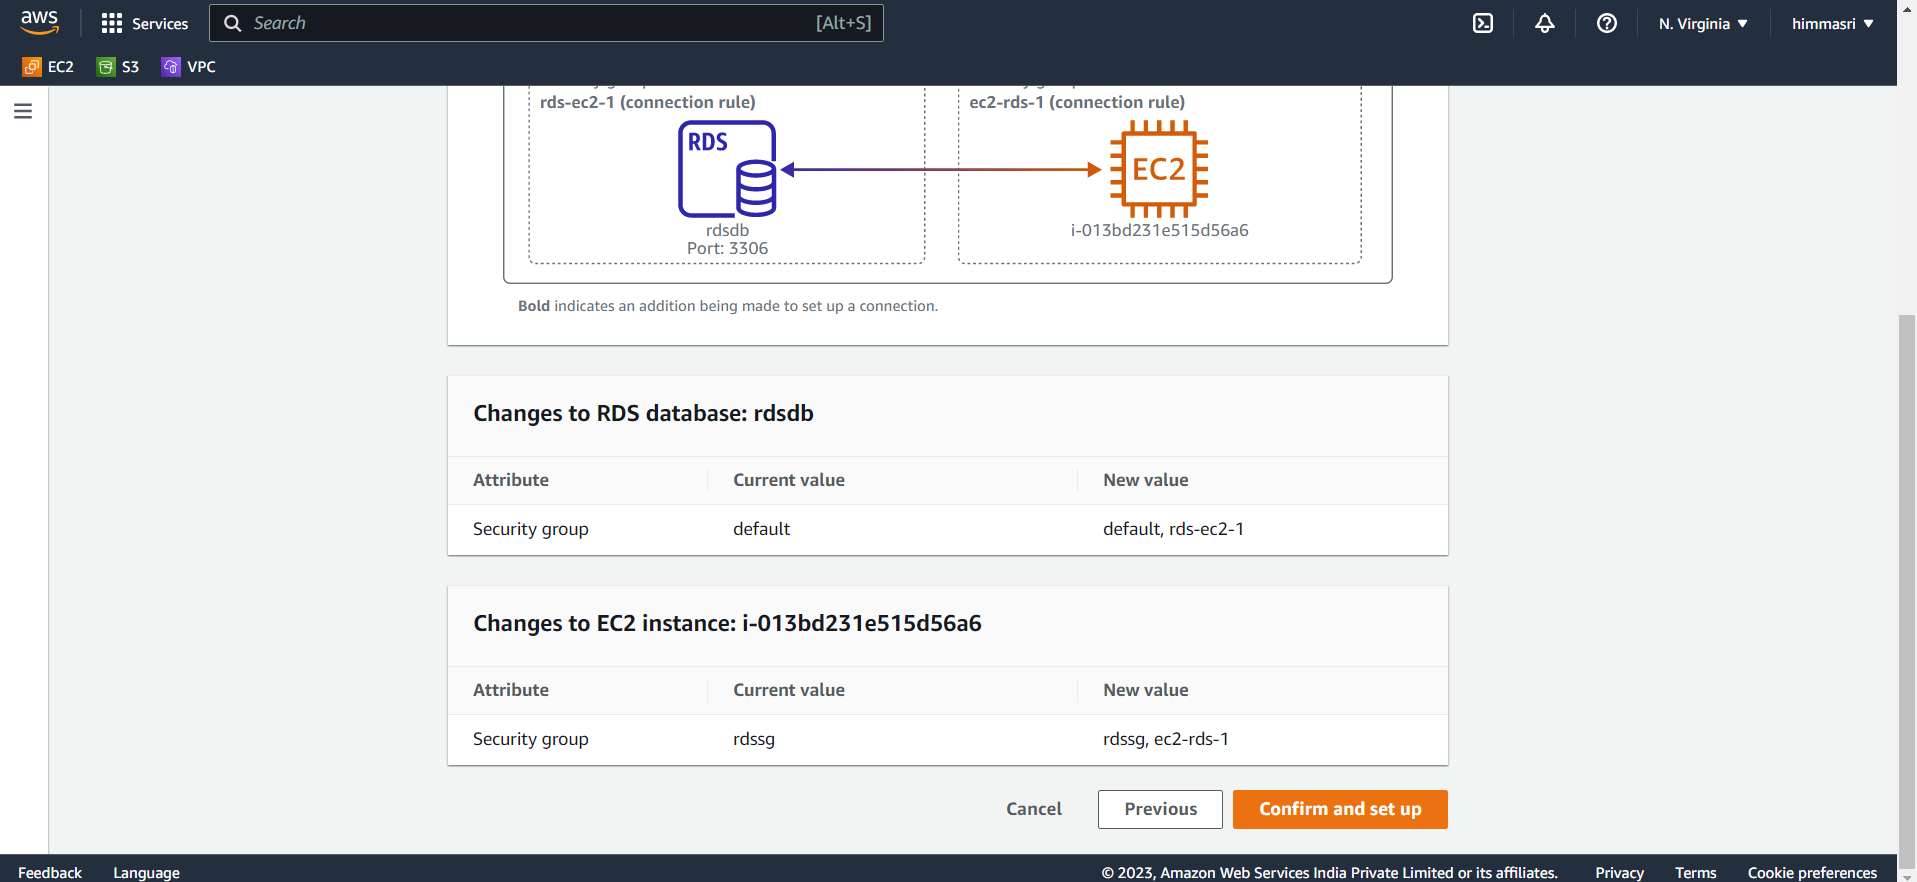 aws
Services
Search
[Alt+S]
N. Virginia
himmasri
EC2
S3
VPC
rds-ec2-1 (connection rule)
ec2-rds-1 (connection rule)
RDS
EC2
rdsdb
Port: 3306
i-013bd231e515d56a6
Bold indicates an addition being made to set up a connection.
Changes to RDS database: rdsdb
Attribute Current value New value
Security group default default, rds-ec2-1
Changes to EC2 instance: i-013bd231e515d56a6
Attribute Current value New value
Security group rdssg rdssg, ec2-rds-1
Cancel Previous Confirm and set up
Feedback Language © 2023, Amazon Web Services India Private Limited or its affiliates. Privacy Terms Cookie preferences